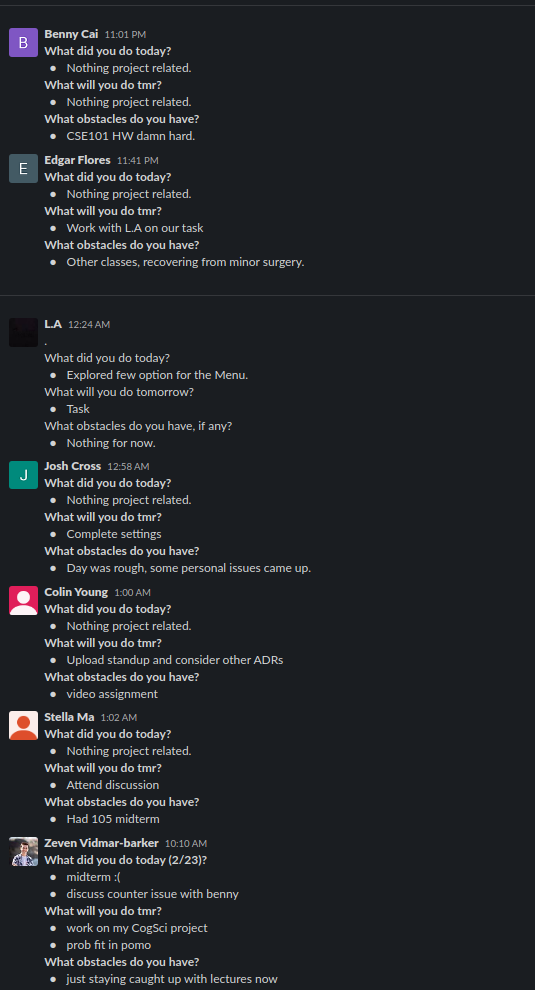 B
Benny Cai 11:01 PM
What did you do today?
● Nothing project related.
What will you do tmr?
● Nothing project related.
What obstacles do you have?
● CSE101 HW damn hard.
E
Edgar Flores 11:41 PM
What did you do today?
● Nothing project related.
What will you do tmr?
● Work with L.A on our task
What obstacles do you have?
● Other classes, recovering from minor surgery.
L.A 12:24 AM
.
What did you do today?
● Explored few option for the Menu.
What will you do tomorrow?
● Task
What obstacles do you have, if any?
● Nothing for now.
J
Josh Cross 12:58 AM
What did you do today?
● Nothing project related.
What will you do tmr?
● Complete settings
What obstacles do you have?
● Day was rough, some personal issues came up.
Colin Young 1:00 AM
What did you do today?
● Nothing project related.
What will you do tmr?
● Upload standup and consider other ADRs
What obstacles do you have?
● video assignment
Stella Ma 1:02 AM
What did you do today?
● Nothing project related.
What will you do tmr?
● Attend discussion
What obstacles do you have?
● Had 105 midterm
Zeven Vidmar-barker 10:10 AM
What did you do today (2/23)?
● midterm :(
● discuss counter issue with benny
What will you do tmr?
● work on my CogSci project
● prob fit in pomo
What obstacles do you have?
● just staying caught up with lectures now